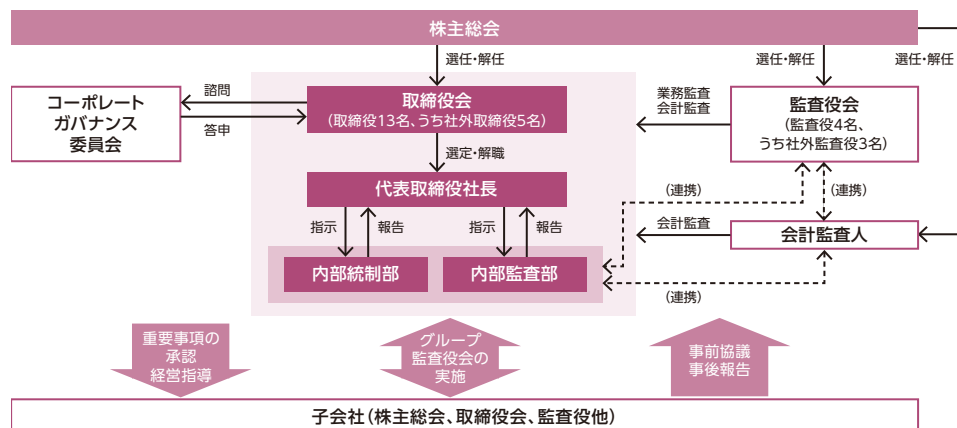 株主総会
選任・解任
選任・解任
選任・解任
コーポレート
ガバナンス
委員会
諮問
答申
取締役会
(取締役13名、うち社外取締役5名)
業務監査
会計監査
監査役会
(監査役4名、
うち社外監査役3名)
選定・解職
代表取締役社長
(連携)
(連携)
指示
報告
指示
報告
会計監査
会計監査人
内部統制部
内部監査部
(連携)
重要事項の
承認
経営指導
グループ
監査役会の
実施
事前協議
事後報告
子会社(株主総会、取締役会、監査役他)